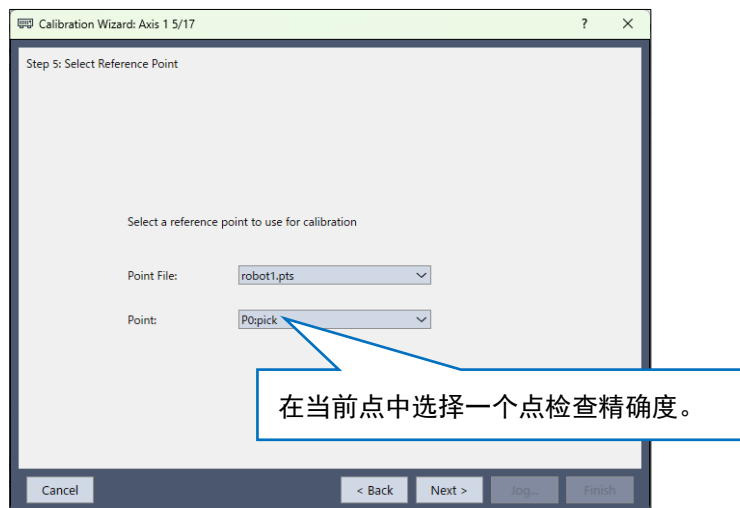 Calibration Wizard: Axis 1 5/17
Step 5: Select Reference Point
Select a reference point to use for calibration
Point File: robot1.pts
Point: P0:pick
在当前点中选择一个点检查精确度。
Cancel < Back Next > Jog... Finish